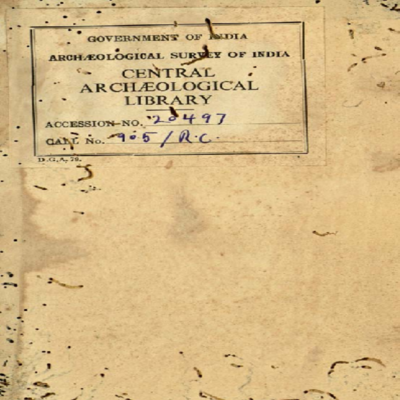 GOVERNMENT OF INDIA
ARCHÆOLOGICAL SURVEY OF INDIA
CENTRAL
ARCHÆOLOGICAL
LIBRARY
ACCESSION NO. 20497
CALL No. 905/R.C.
D.G.A. 79.